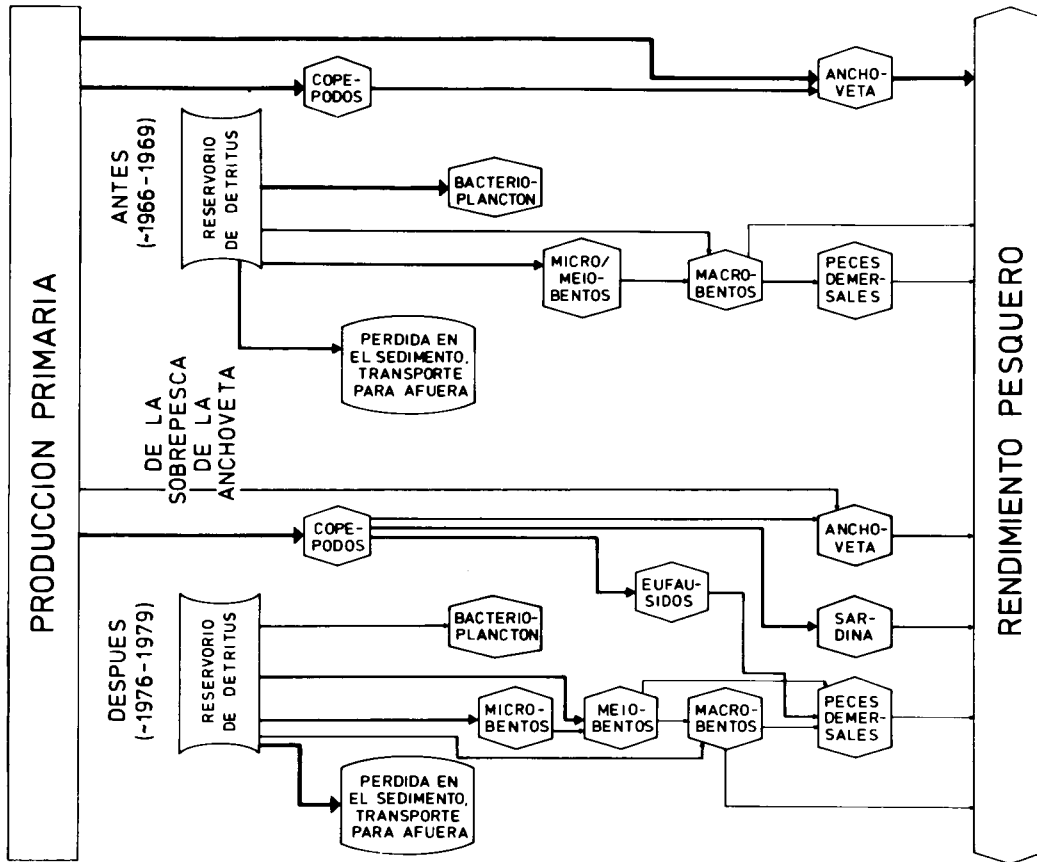 PRODUCCION PRIMARIA
ANTES
(~1966-1969)
COPE-
PODOS
ANCHO-
VETA
RESERVORIO
DE DETRITUS
BACTERIO-
PLANCTON
MICRO/
MEIO-
BENTOS
MACRO-
BENTOS
PECES
DEMER-
SALES
PERDIDA EN
EL SEDIMENTO,
TRANSPORTE
PARA AFUERA
DE LA
SOBREPESCA
DE LA
ANCHOVETA
DESPUES
(~1976-1979)
COPE-
PODOS
ANCHO-
VETA
EUFAU-
SIDOS
SAR-
DINA
RESERVORIO
DE DETRITUS
BACTERIO-
PLANCTON
MICRO-
BENTOS
MEIO-
BENTOS
MACRO-
BENTOS
PECES
DEMER-
SALES
PERDIDA EN
EL SEDIMENTO,
TRANSPORTE
PARA AFUERA
RENDIMIENTO PESQUERO